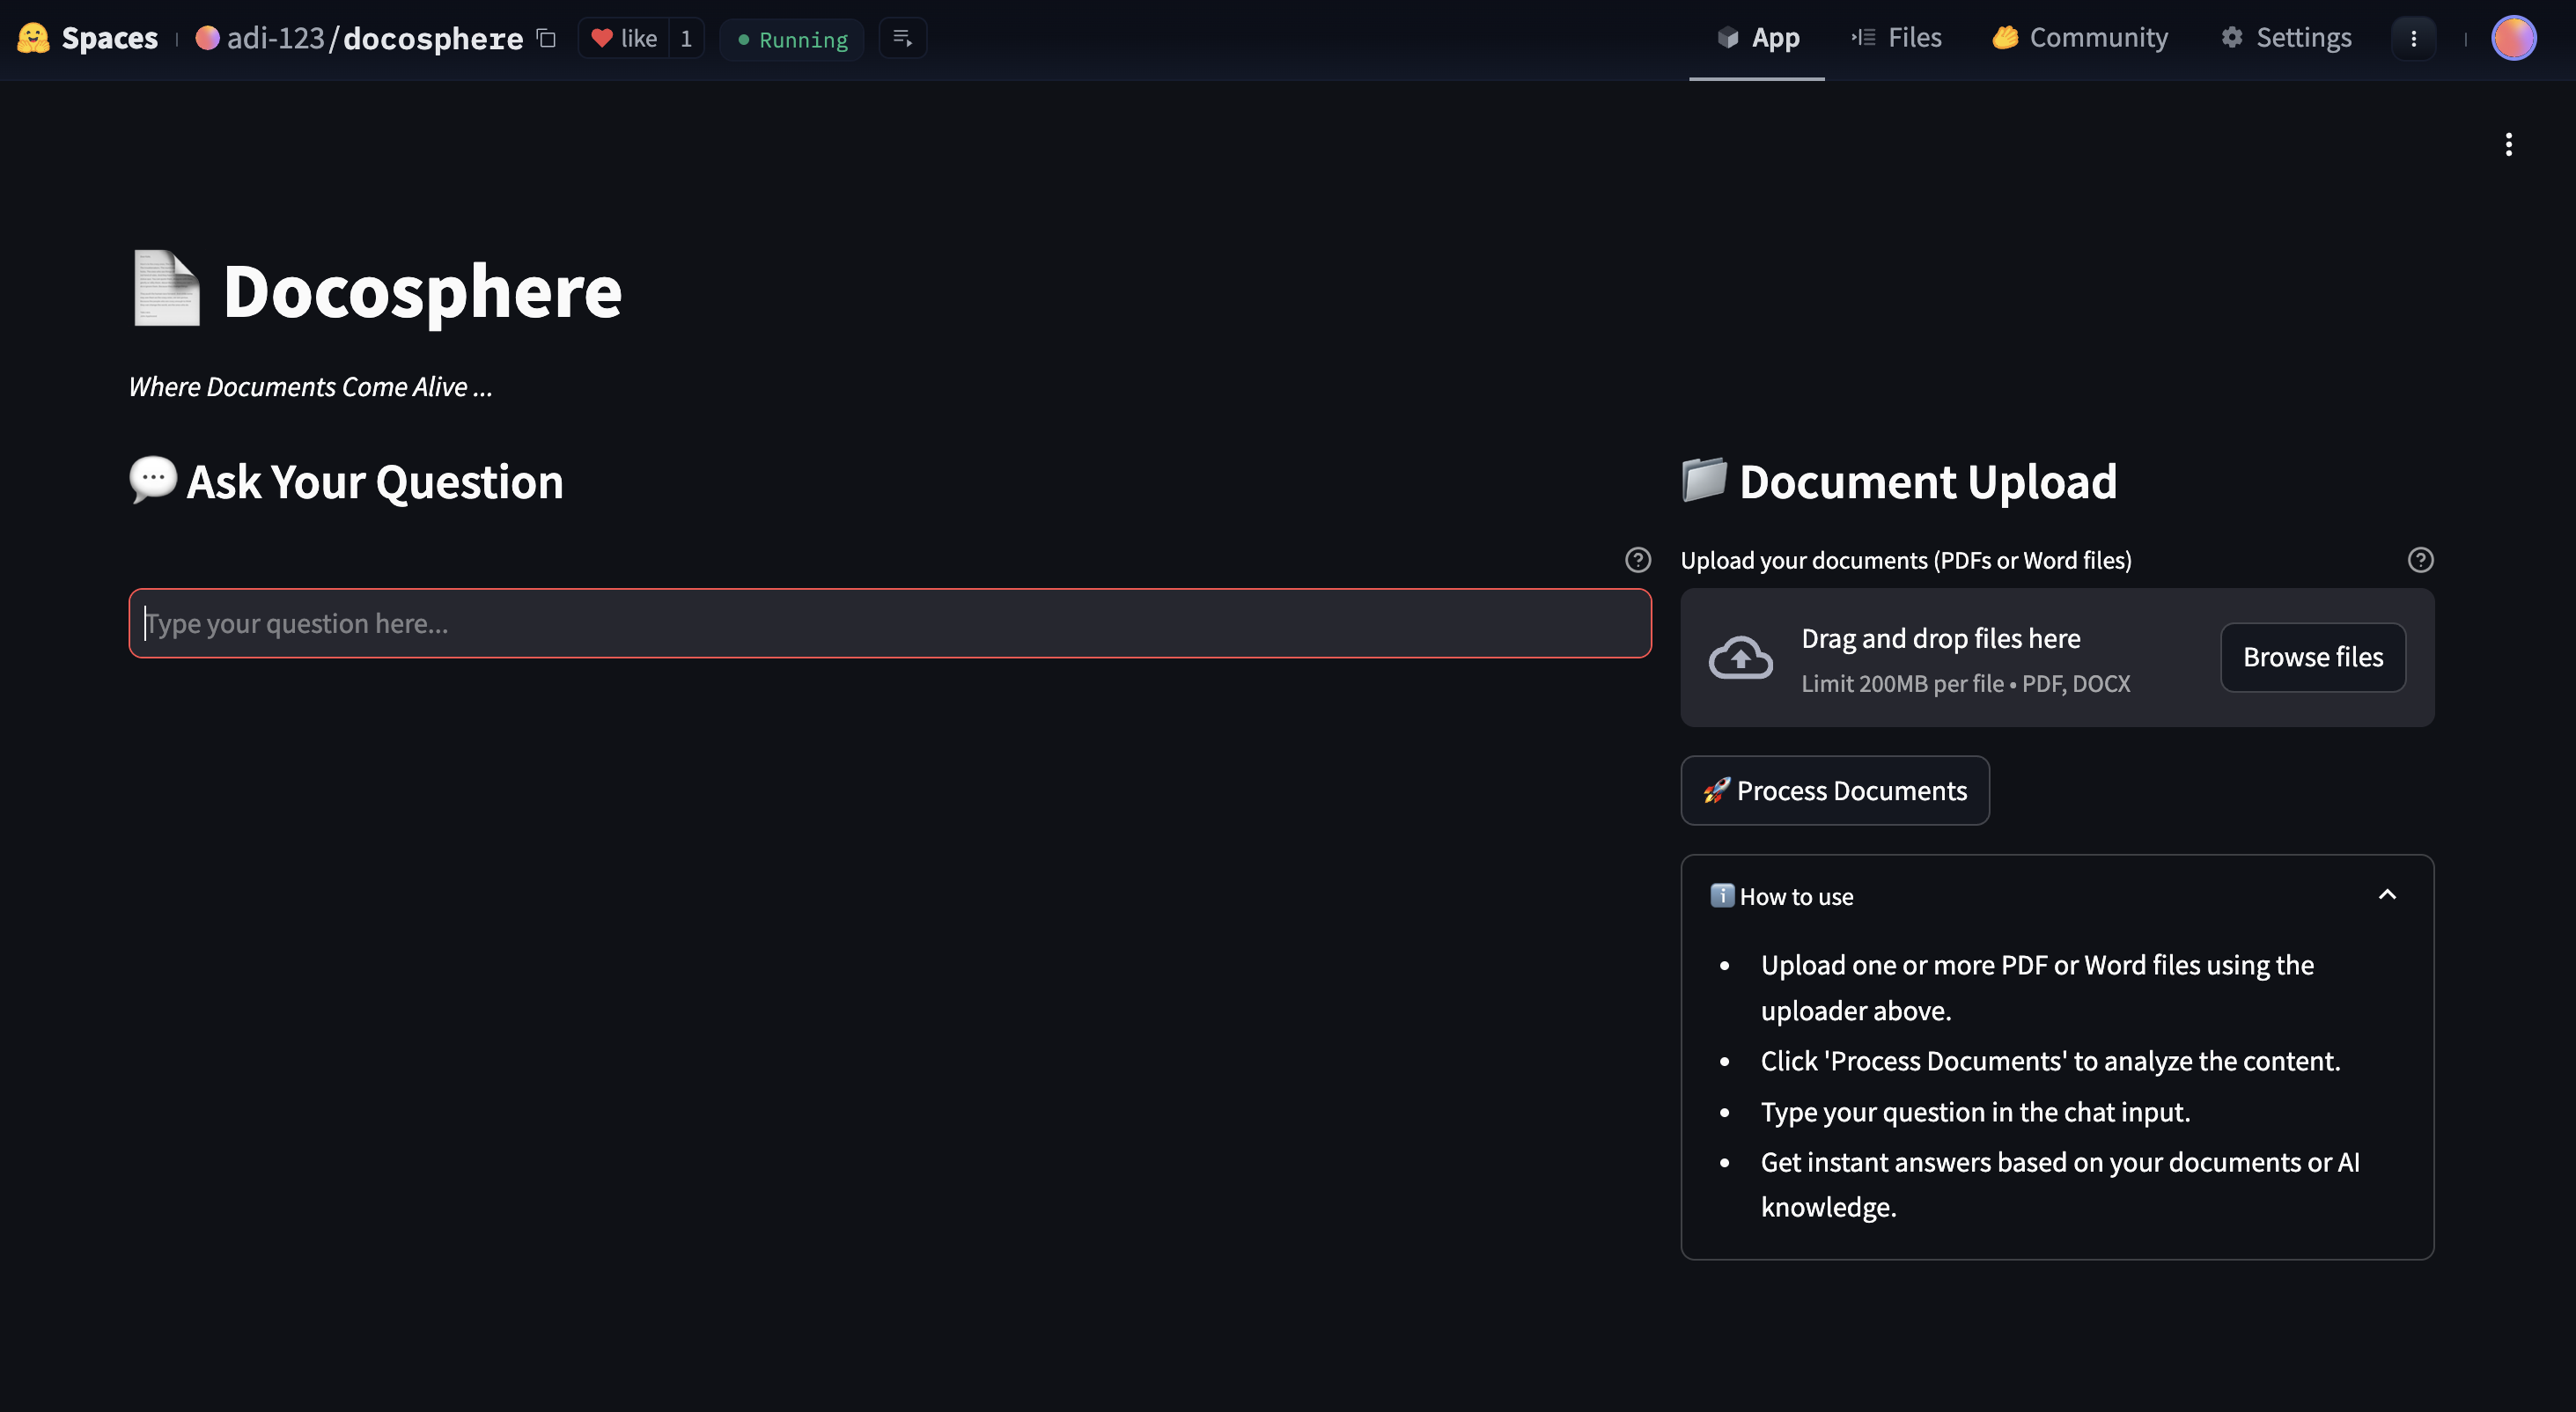 Spaces
adi-123/docosphere
like 1
Running
App
Files
Community
Settings
Docosphere
Where Documents Come Alive ...
Ask Your Question
Type your question here...
Document Upload
Upload your documents (PDFs or Word files)
Drag and drop files here
Limit 200MB per file • PDF, DOCX
Browse files
Process Documents
How to use
• Upload one or more PDF or Word files using the
uploader above.
• Click 'Process Documents' to analyze the content.
• Type your question in the chat input.
• Get instant answers based on your documents or AI
knowledge.